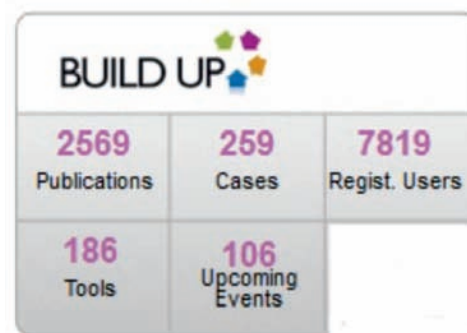 BUILD UP
2569 259 7819
Publications Cases Regist. Users
186 106
Tools Upcoming Events